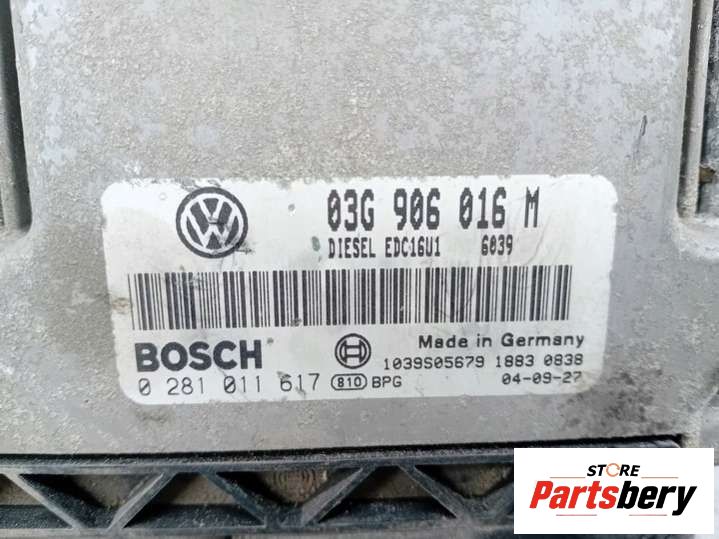 03G 906 016 M
DIESEL EDC16U1 6039
BOSCH
Made in Germany
1039S05679 1883 0838
0 281 011 617 810 BPG 04-09-27
STORE
Partsbery